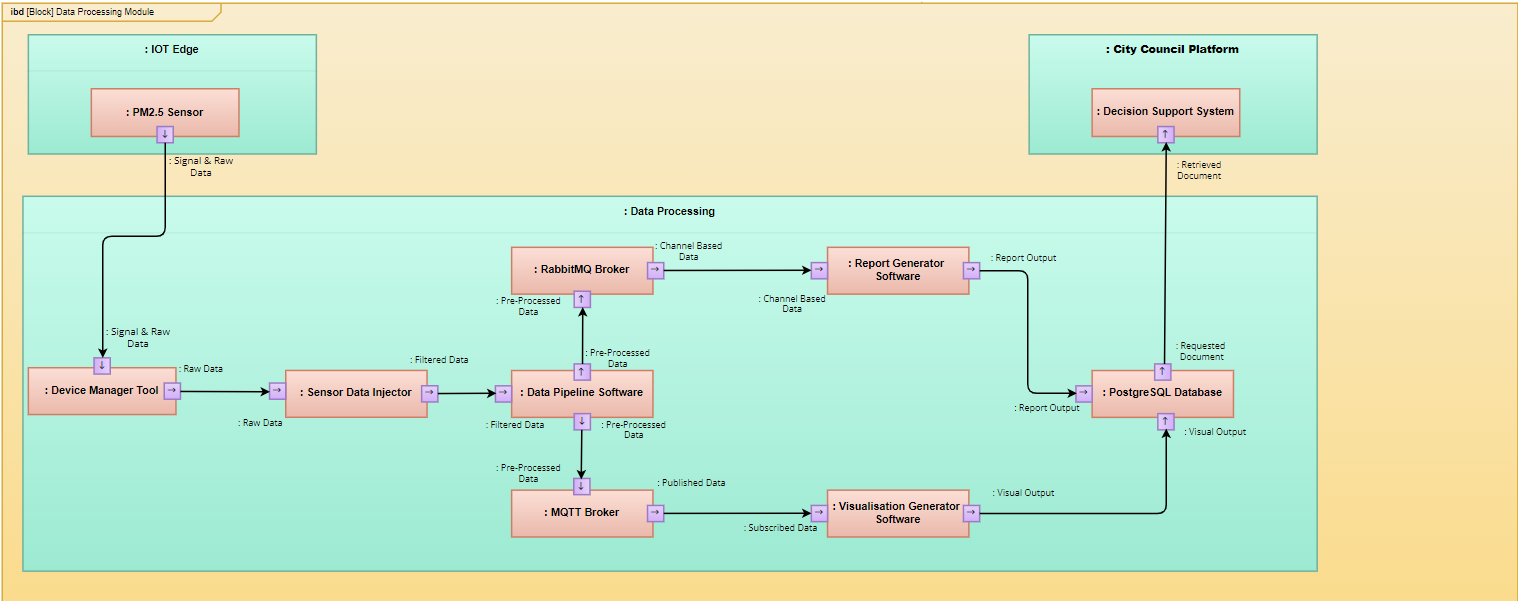 ibd [Block] Data Processing Module
: IOT Edge
: City Council Platform
: PM2.5 Sensor
: Decision Support System
: Signal & Raw
Data
: Retrieved
Document
: Data Processing
: RabbitMQ Broker
: Channel Based
Data
: Report Generator
Software
: Report Output
: Pre-Processed
Data
: Channel Based
Data
: Signal & Raw
Data
: Pre-Processed
Data
: Requested
Document
: Raw Data
: Filtered Data
: Device Manager Tool
: Sensor Data Injector
: Data Pipeline Software
: PostgreSQL Database
: Report Output
: Raw Data
: Filtered Data
: Pre-Processed
Data
: Visual Output
: Pre-Processed
Data
: Published Data
: Visual Output
: MQTT Broker
: Visualisation Generator
Software
: Subscribed Data